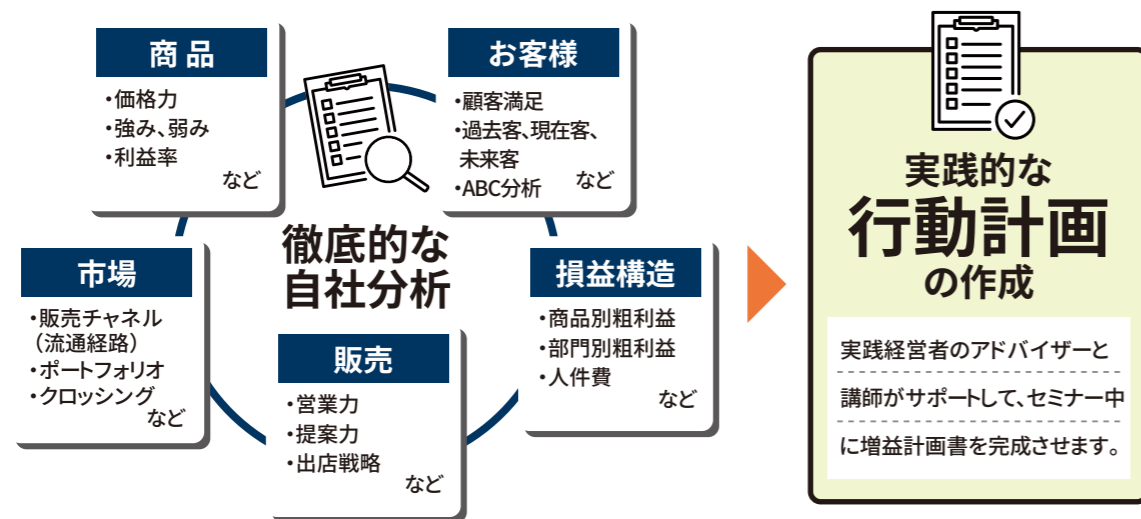 商品
・価格力
・強み、弱み
・利益率
など
お客様
・顧客満足
・過去客、現在客、
未来客
・ABC分析 など
徹底的な
自社分析
市場
・販売チャネル
（流通経路）
・ポートフォリオ
・クロッシング
など
販売
・営業力
・提案力
・出店戦略
など
損益構造
・商品別粗利益
・部門別粗利益
・人件費
など
実践的な
行動計画
の作成
実践経営者のアドバイザーと
講師がサポートして、セミナー中
に増益計画書を完成させます。